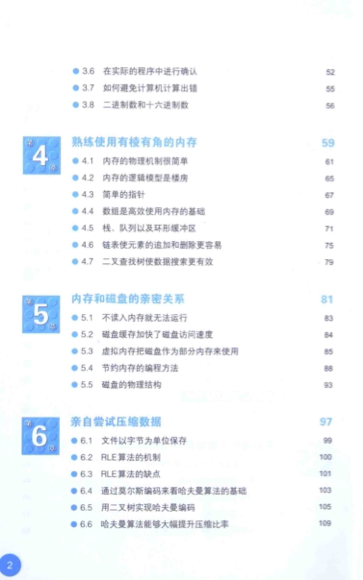 3.6 在实际的程序中进行确认 52
3.7 如何避免计算机计算出错 55
3.8 二进制数和十六进制数 56
第4章 熟练使用有棱有角的内存 59
4.1 内存的物理机制很简单 61
4.2 内存的逻辑模型是楼房 65
4.3 简单的指针 67
4.4 数组是高效使用内存的基础 69
4.5 栈、队列以及环形缓冲区 71
4.6 链表使元素的追加和删除更容易 75
4.7 二叉查找树使数据搜索更有效 79
第5章 内存和磁盘的亲密关系 81
5.1 不读入内存就无法运行 83
5.2 磁盘缓存加快了磁盘访问速度 84
5.3 虚拟内存把磁盘作为部分内存来使用 85
5.4 节约内存的编程方法 88
5.5 磁盘的物理结构 93
第6章 亲自尝试压缩数据 97
6.1 文件以字节为单位保存 99
6.2 RLE算法的机制 100
6.3 RLE算法的缺点 101
6.4 通过莫尔斯编码来看哈夫曼算法的基础 103
6.5 用二叉树实现哈夫曼编码 105
6.6 哈夫曼算法能够大幅提升压缩比率 109
2